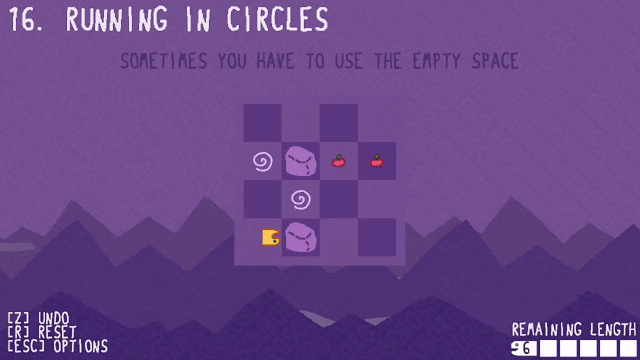 16. RUNNING IN CIRCLES
SOMETIMES YOU HAVE TO USE THE EMPTY SPACE
[Z] UNDO
[R] RESET
[ESC] OPTIONS
REMAINING LENGTH
6